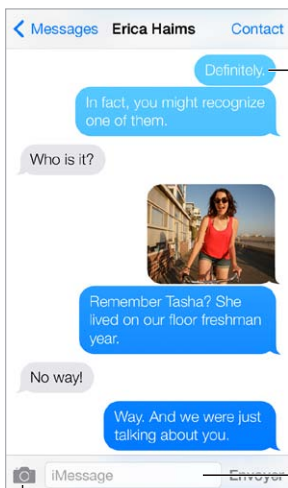 Messages Erica Haims Contact
Definitely.
In fact, you might recognize
one of them.
Who is it?
Remember Tasha? She
lived on our floor freshman
year.
No way!
Way. And we were just
talking about you.
iMessage Envoyer